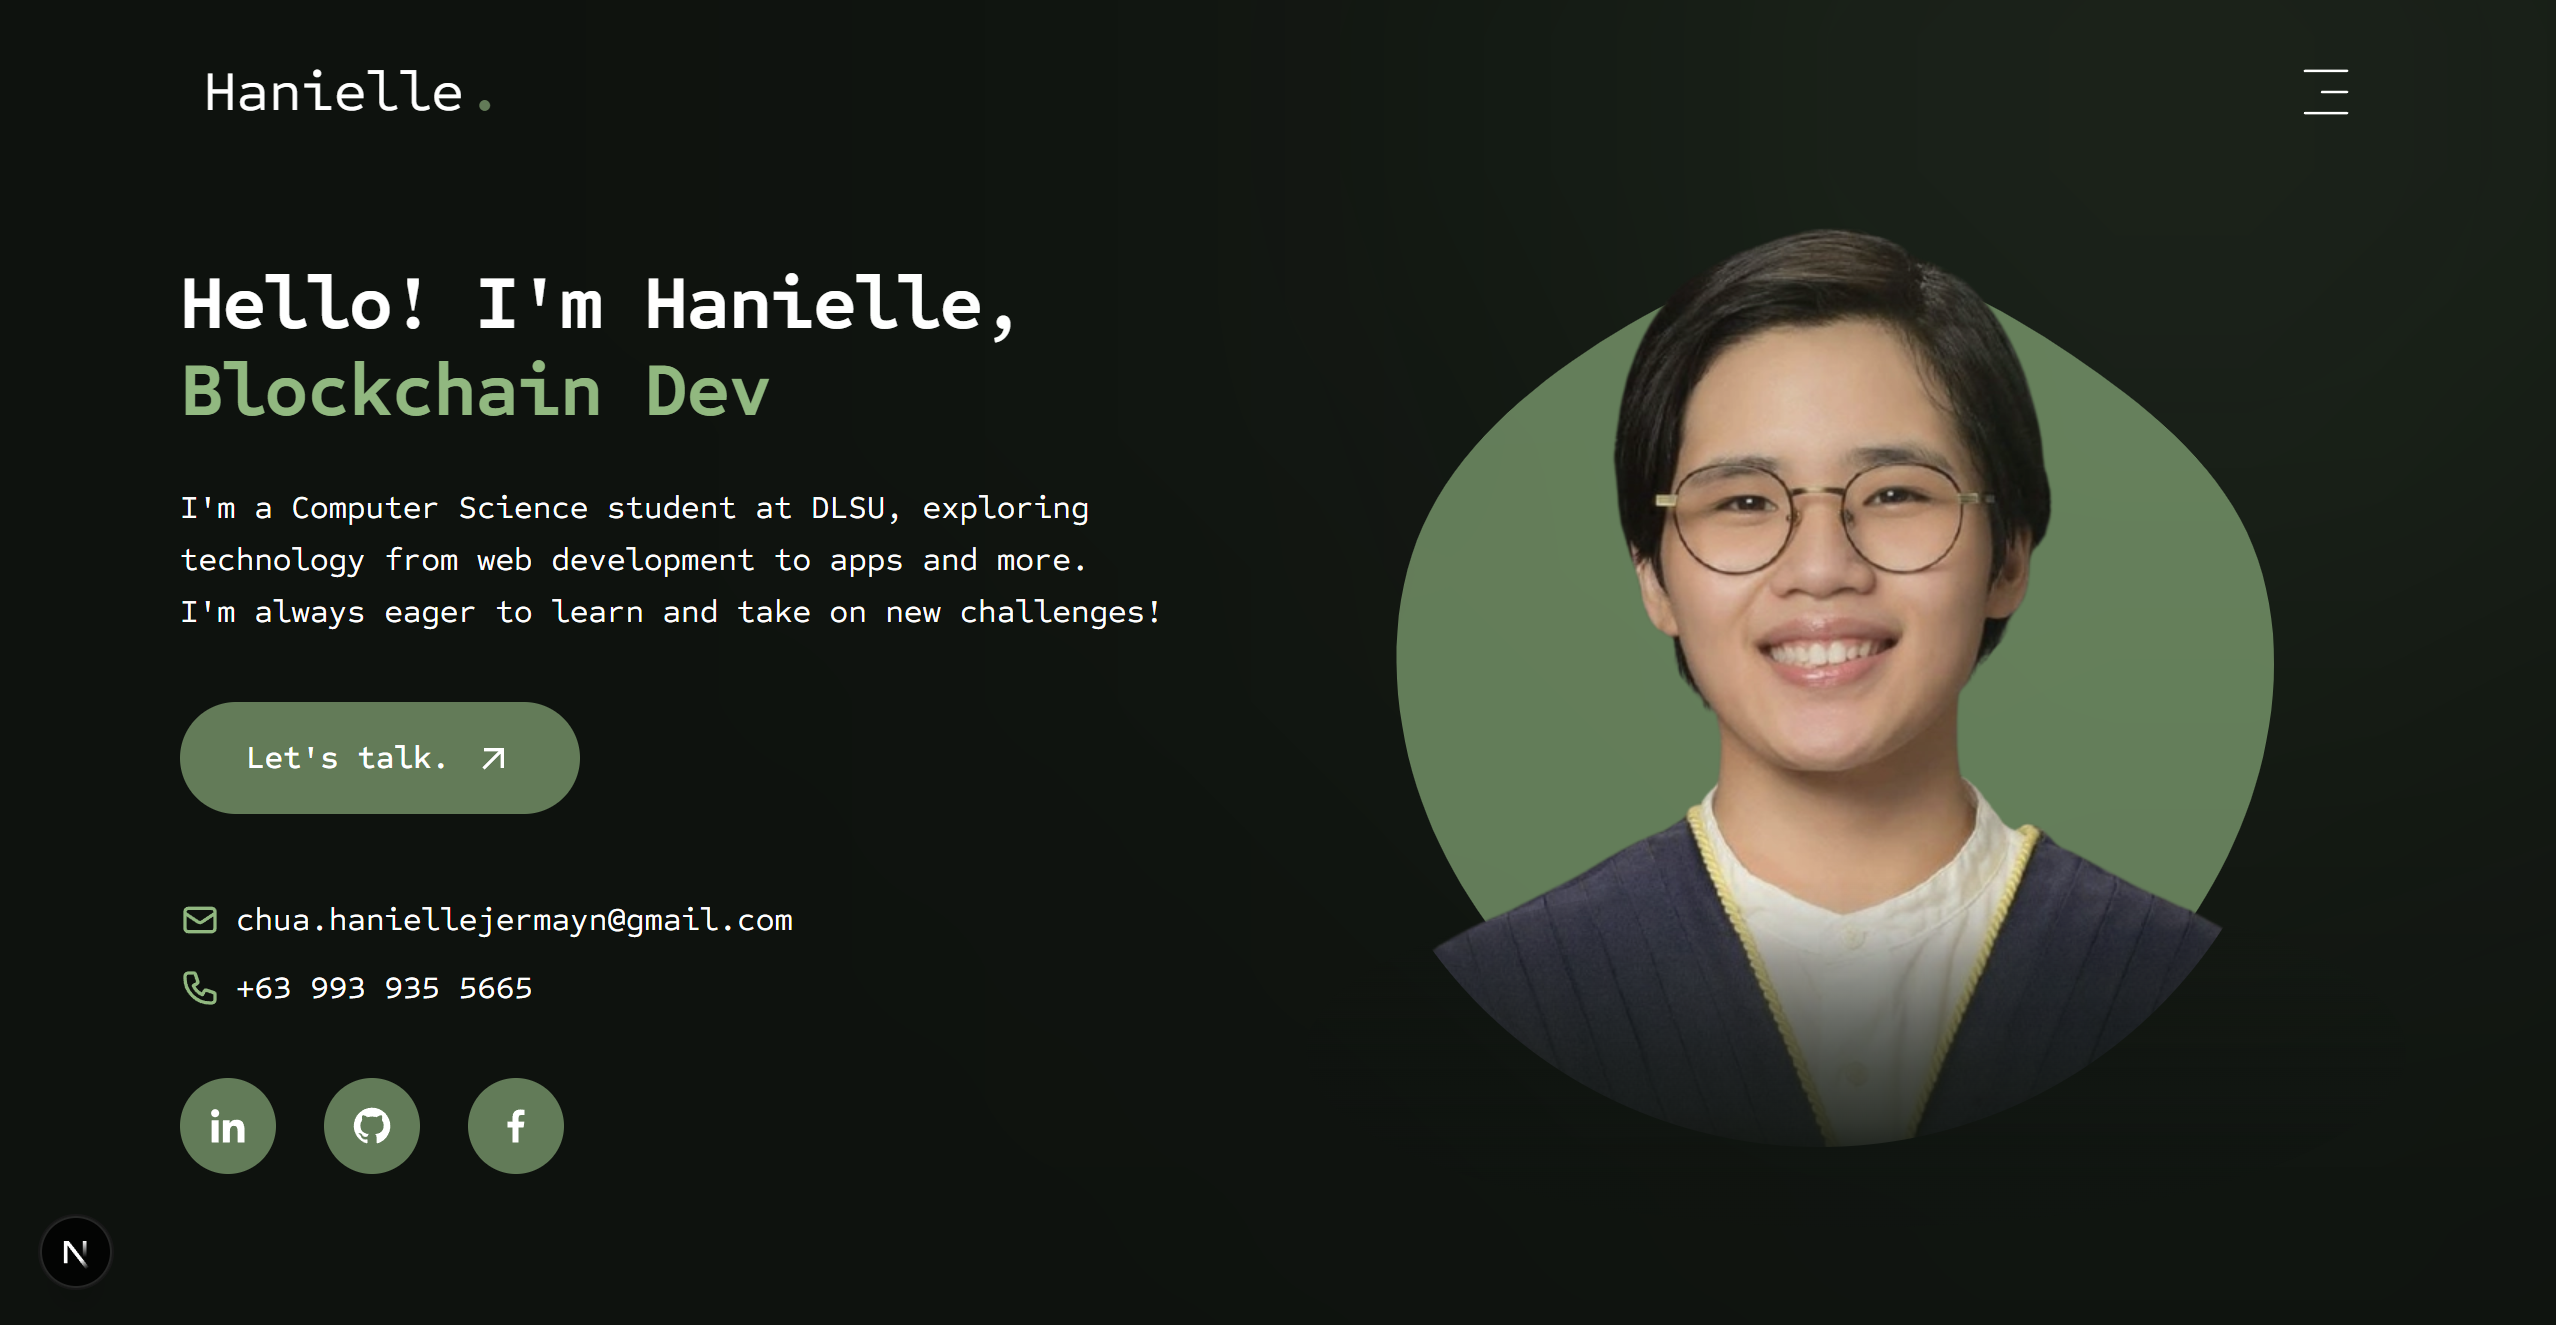 Hanielle.
Hello! I'm Hanielle,
Blockchain Dev
I'm a Computer Science student at DLSU, exploring
technology from web development to apps and more.
I'm always eager to learn and take on new challenges!
Let's talk.
chua.haniellejermayn@gmail.com
+63 993 935 5665
in
f
N